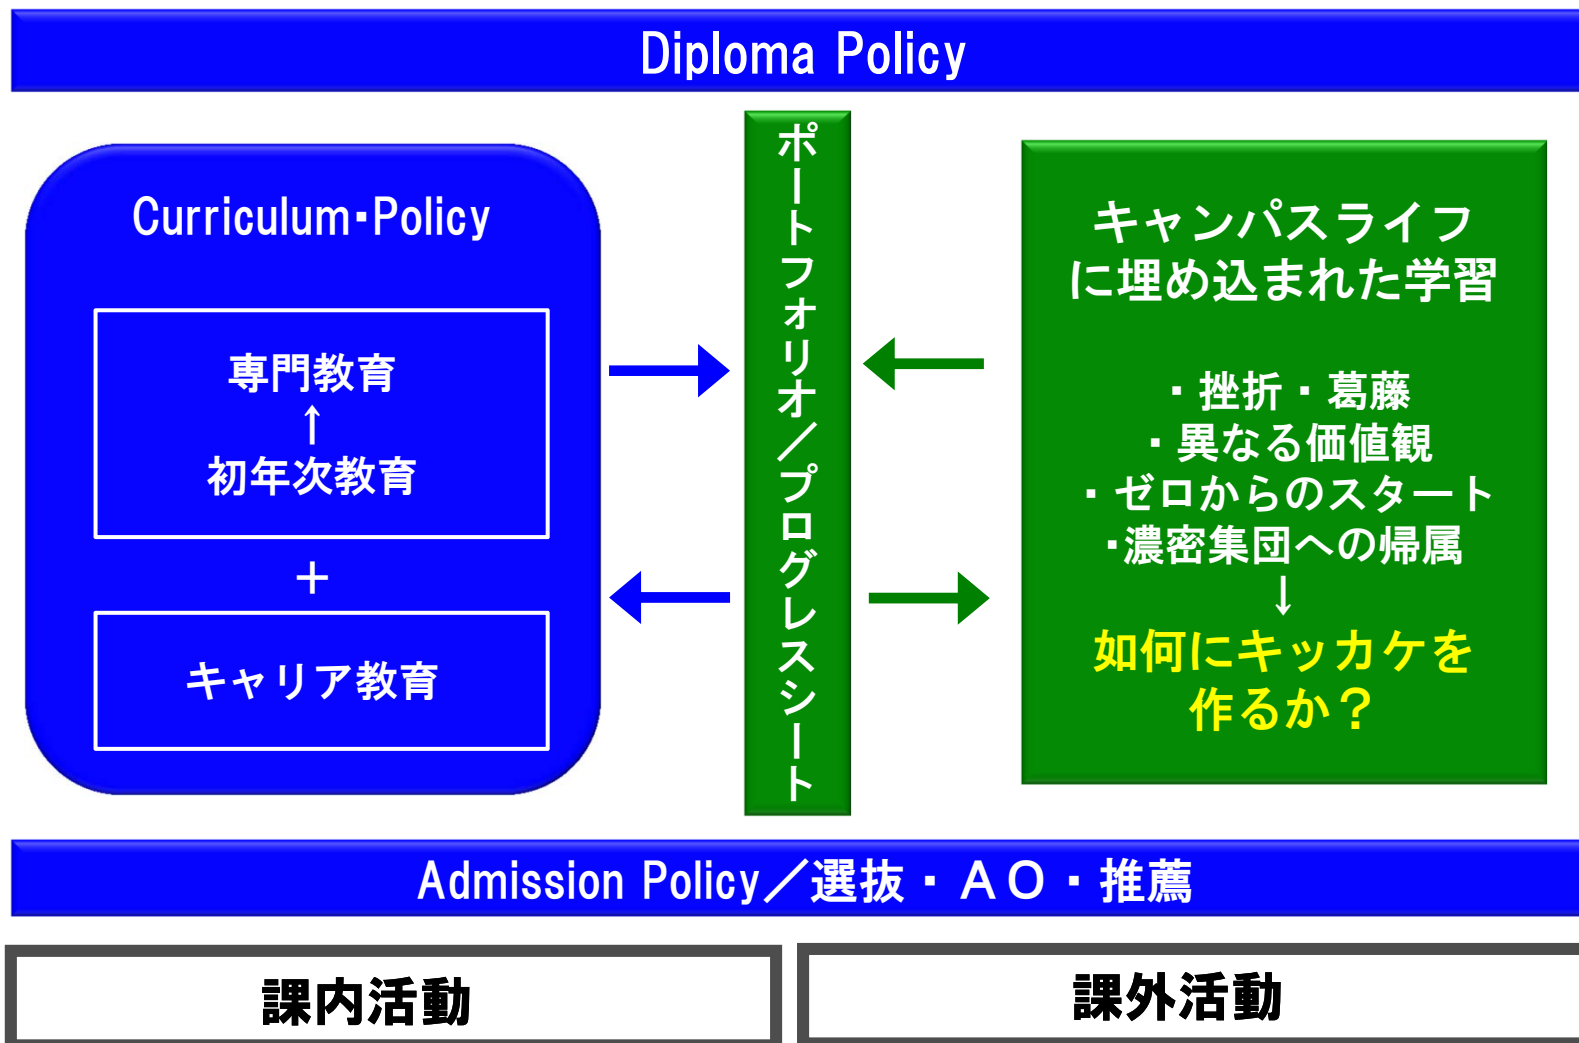 Diploma Policy
Curriculum▪Policy
専門教育
↑
初年次教育
＋
キャリア教育
ポートフォリオ／プログレスシート
キャンパスライフ
に埋め込まれた学習
▪挫折▪葛藤
▪異なる価値観
▪ゼロからのスタート
▪濃密集団への帰属
↓
如何にキッカケを
作るか？
Admission Policy／選抜▪ＡＯ▪推薦
課内活動
課外活動